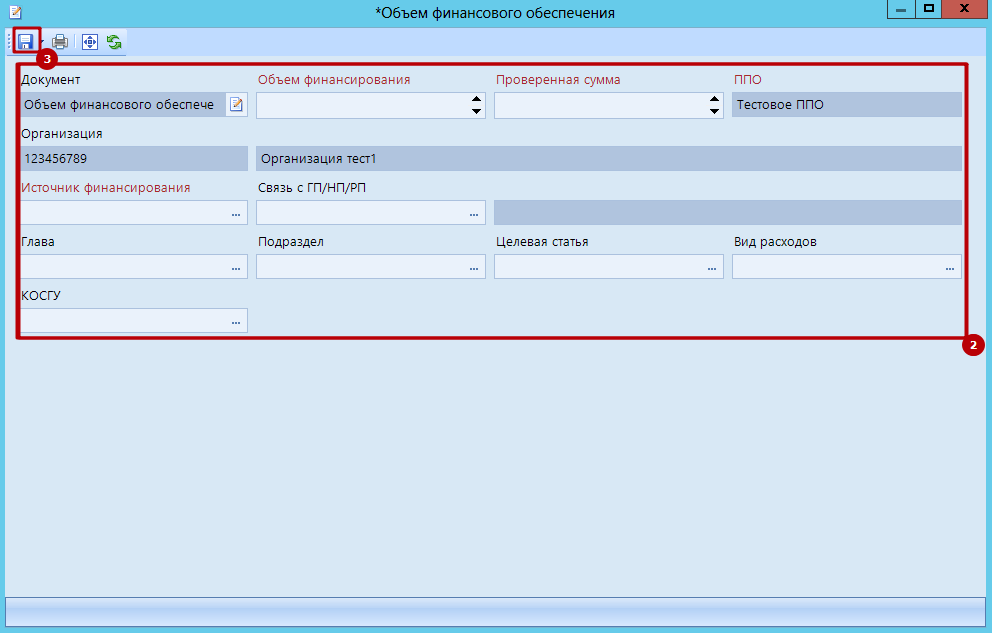 *Объем финансового обеспечения
3
Документ Объем финансирования Проверенная сумма ППО
Объем финансового обеспече Тестовое ППО
Организация
123456789 Организация тест1
Источник финансирования Связь с ГП/НП/РП
... ...
Глава Подраздел Целевая статья Вид расходов
... ... ... ...
КОСГУ
...
2